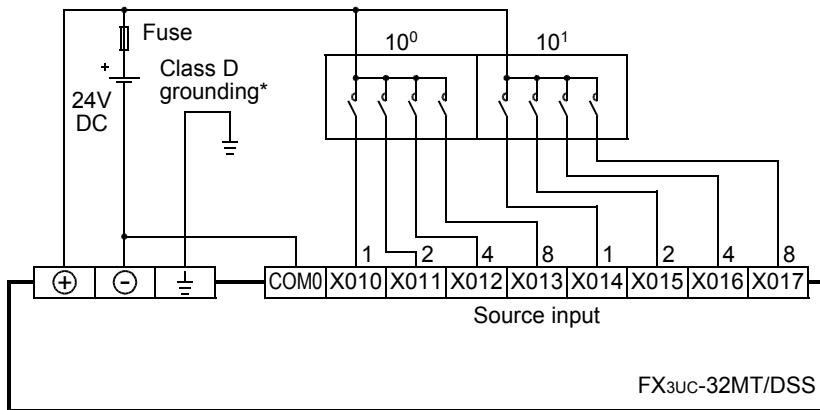 Fuse
10⁰
10¹
+
Class D
grounding*
24V
DC
1
2
4
8
1
2
4
8
+
-
COM0
X010
X011
X012
X013
X014
X015
X016
X017
Source input
FX3UC-32MT/DSS